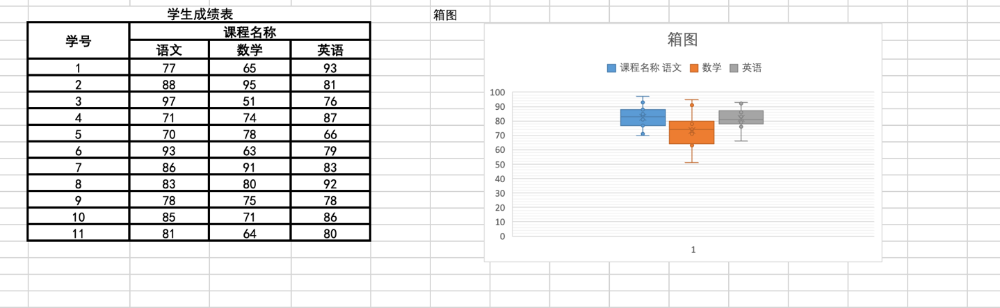 学生成绩表
箱图
学号 课程名称
语文 数学 英语
1 77 65 93
2 88 95 81
3 97 51 76
4 71 74 87
5 70 78 66
6 93 63 79
7 86 91 83
8 83 80 92
9 78 75 78
10 85 71 86
11 81 64 80
箱图
课程名称 语文 数学 英语
100
90
80
70
60
50
40
30
20
10
0
1